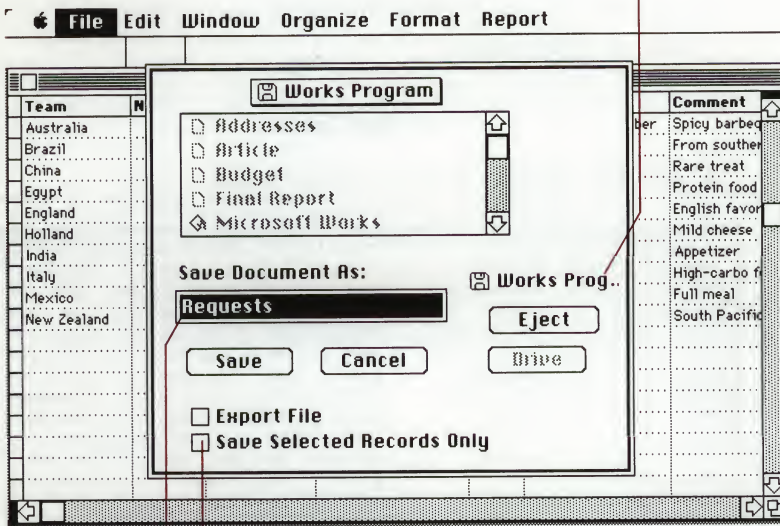 File Edit Window Organize Format Report
Team N Comment
Works Program
Addresses
Article
Budget
Final Report
Microsoft Works
Australia ber Spicy barbeq
Brazil From souther
China Rare treat
Egypt Protein food
England English favor
Holland Mild cheese
India Appetizer
Italy High-carbo f
Mexico Full meal
New Zealand South Pacific
Save Document As:
Works Prog..
Requests
Eject
Save Cancel Drive
Export File
Save Selected Records Only